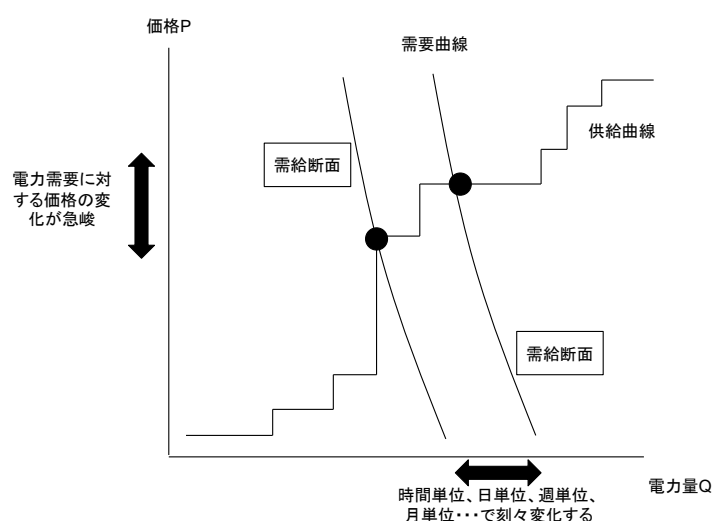 価格P
需要曲線
供給曲線
需給断面
電力需要に対
する価格の変
化が急峻
需給断面
電力量Q
時間単位、日単位、週単位、
月単位・・・で刻々変化する